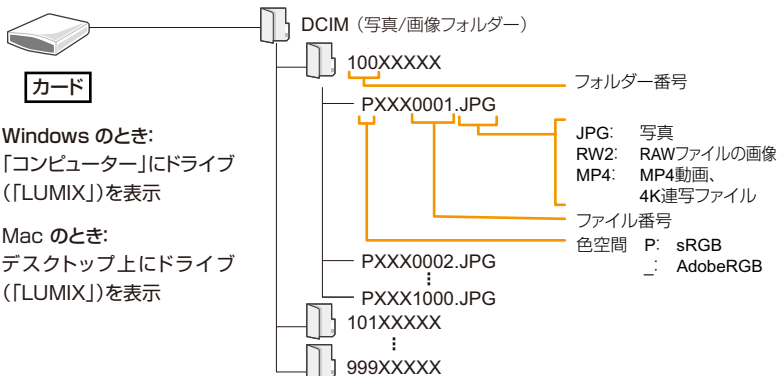 DCIM (写真/画像フォルダー)
100XXXXX
フォルダー番号
カード
PXXX0001.JPG
JPG: 写真
RW2: RAWファイルの画像
MP4: MP4動画、
4K連写ファイル
ファイル番号
色空間 P: sRGB
_: AdobeRGB
Windows のとき:
「コンピューター」にドライブ
(「LUMIX」)を表示
Mac のとき:
デスクトップ上にドライブ
(「LUMIX」)を表示
PXXX0002.JPG
PXXX1000.JPG
101XXXXX
999XXXXX